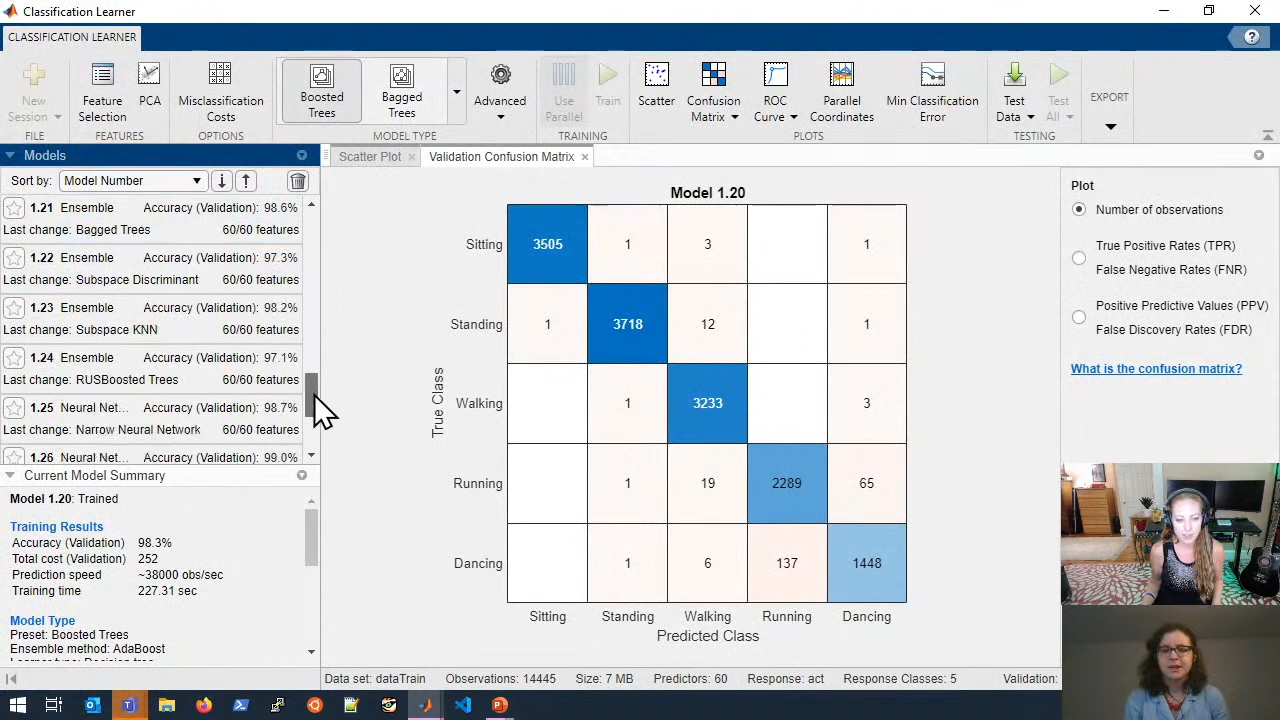 Classification Learner
CLASSIFICATION LEARNER
New Session
Feature Selection
PCA
Misclassification Costs
Boosted Trees
Bagged Trees
Advanced
Use Parallel
Train
Scatter
Confusion Matrix
ROC Curve
Parallel Coordinates
Min Classification Error
Test Data
Test All
EXPORT
FILE
FEATURES
OPTIONS
MODEL TYPE
TRAINING
PLOTS
TESTING
Models
Sort by: Model Number
1.21 Ensemble Accuracy (Validation): 98.6%
Last change: Bagged Trees 60/60 features
1.22 Ensemble Accuracy (Validation): 97.3%
Last change: Subspace Discriminant 60/60 features
1.23 Ensemble Accuracy (Validation): 98.2%
Last change: Subspace KNN 60/60 features
1.24 Ensemble Accuracy (Validation): 97.1%
Last change: RUSBoosted Trees 60/60 features
1.25 Neural Net... Accuracy (Validation): 98.7%
Last change: Narrow Neural Network 60/60 features
1.26 Neural Net... Accuracy (Validation): 99.0%
Current Model Summary
Model 1.20: Trained
Training Results
Accuracy (Validation) 98.3%
Total cost (Validation) 252
Prediction speed ~38000 obs/sec
Training time 227.31 sec
Model Type
Preset: Boosted Trees
Ensemble method: AdaBoost
Learner type: Decision tree
Scatter Plot
Validation Confusion Matrix
Model 1.20
True Class
Sitting 3505 1 3 1
Standing 1 3718 12 1
Walking 1 3233 3
Running 1 19 2289 65
Dancing 1 6 137 1448
Sitting Standing Walking Running Dancing
Predicted Class
Plot
Number of observations
True Positive Rates (TPR)
False Negative Rates (FNR)
Positive Predictive Values (PPV)
False Discovery Rates (FDR)
What is the confusion matrix?
Data set: dataTrain Observations: 14445 Size: 7 MB Predictors: 60 Response: act Response Classes: 5 Validation: